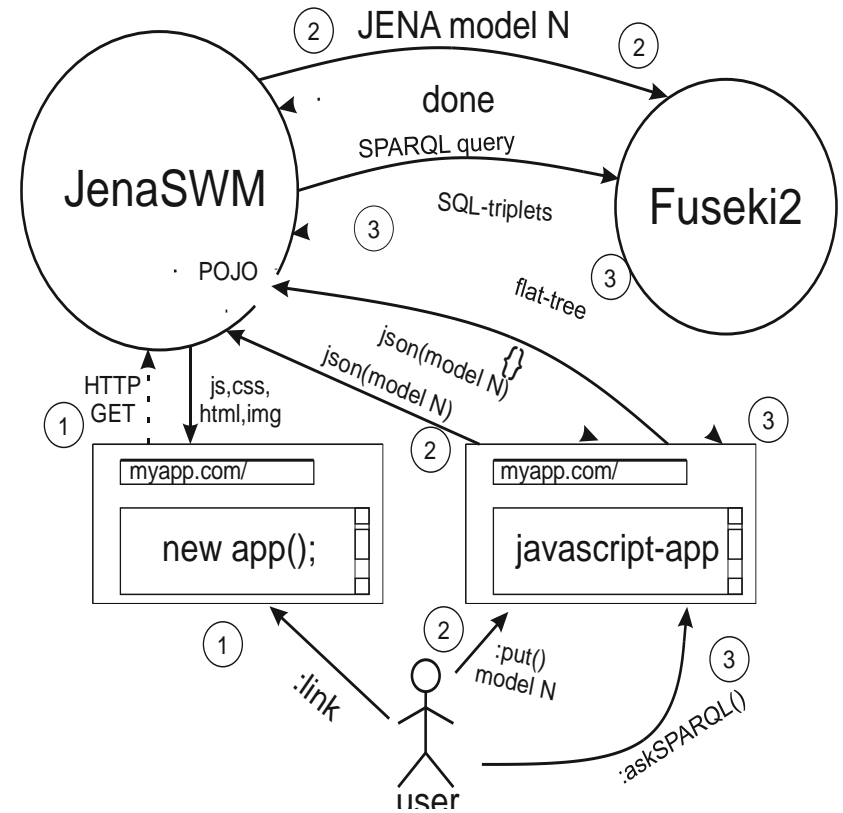 2
JENA model N
2
done
SPARQL query
JenaSWM
Fuseki2
SQL-triplets
3
POJO
3
flat-tree
json(model N)
{}
json(model N)
HTTP
GET
js,css,
html,img
1
2
3
myapp.com/
myapp.com/
new app();
javascript-app
1
2
:put()
model N
3
:link
:askSPARQL()
user